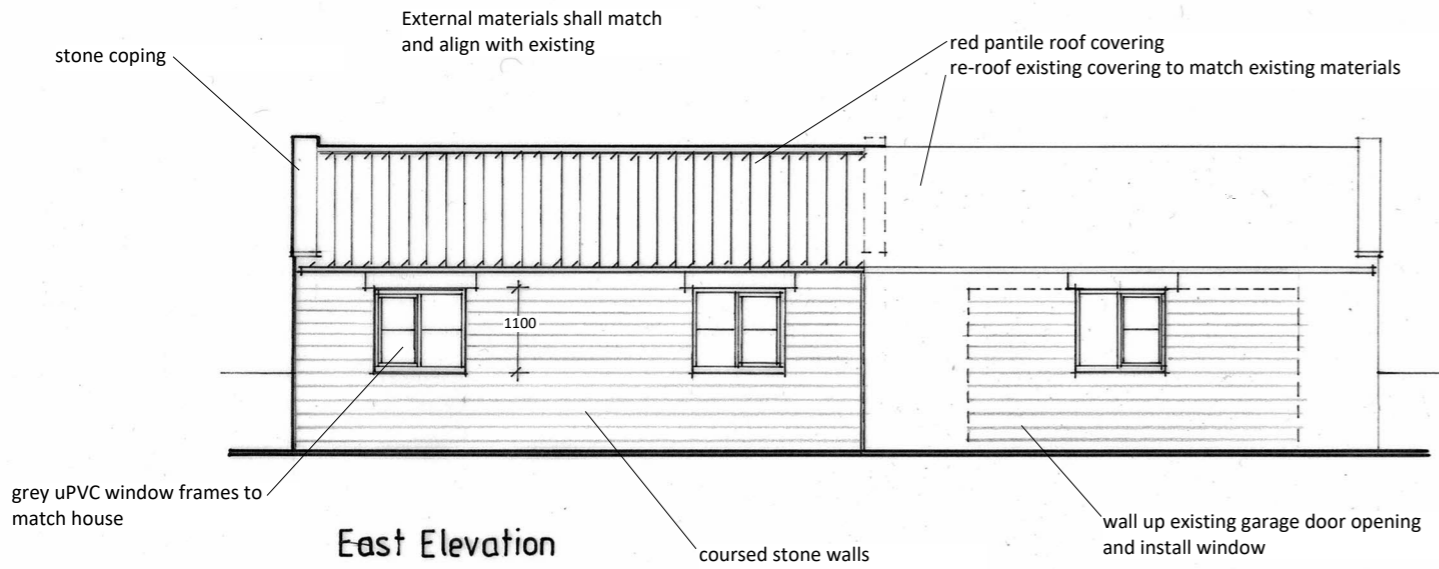 External materials shall match
and align with existing
stone coping
red pantile roof covering
re-roof existing covering to match existing materials
1100
grey uPVC window frames to
match house
East Elevation
coursed stone walls
wall up existing garage door opening
and install window